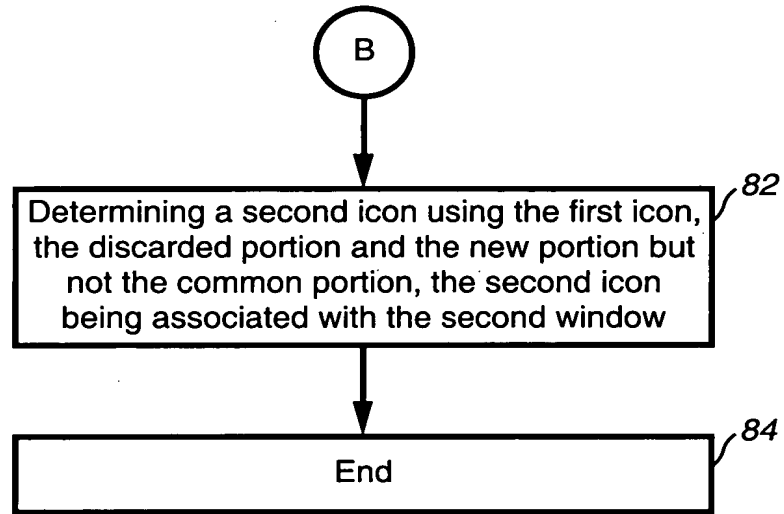 B
82
Determining a second icon using the first icon,
the discarded portion and the new portion but
not the common portion, the second icon
being associated with the second window
84
End